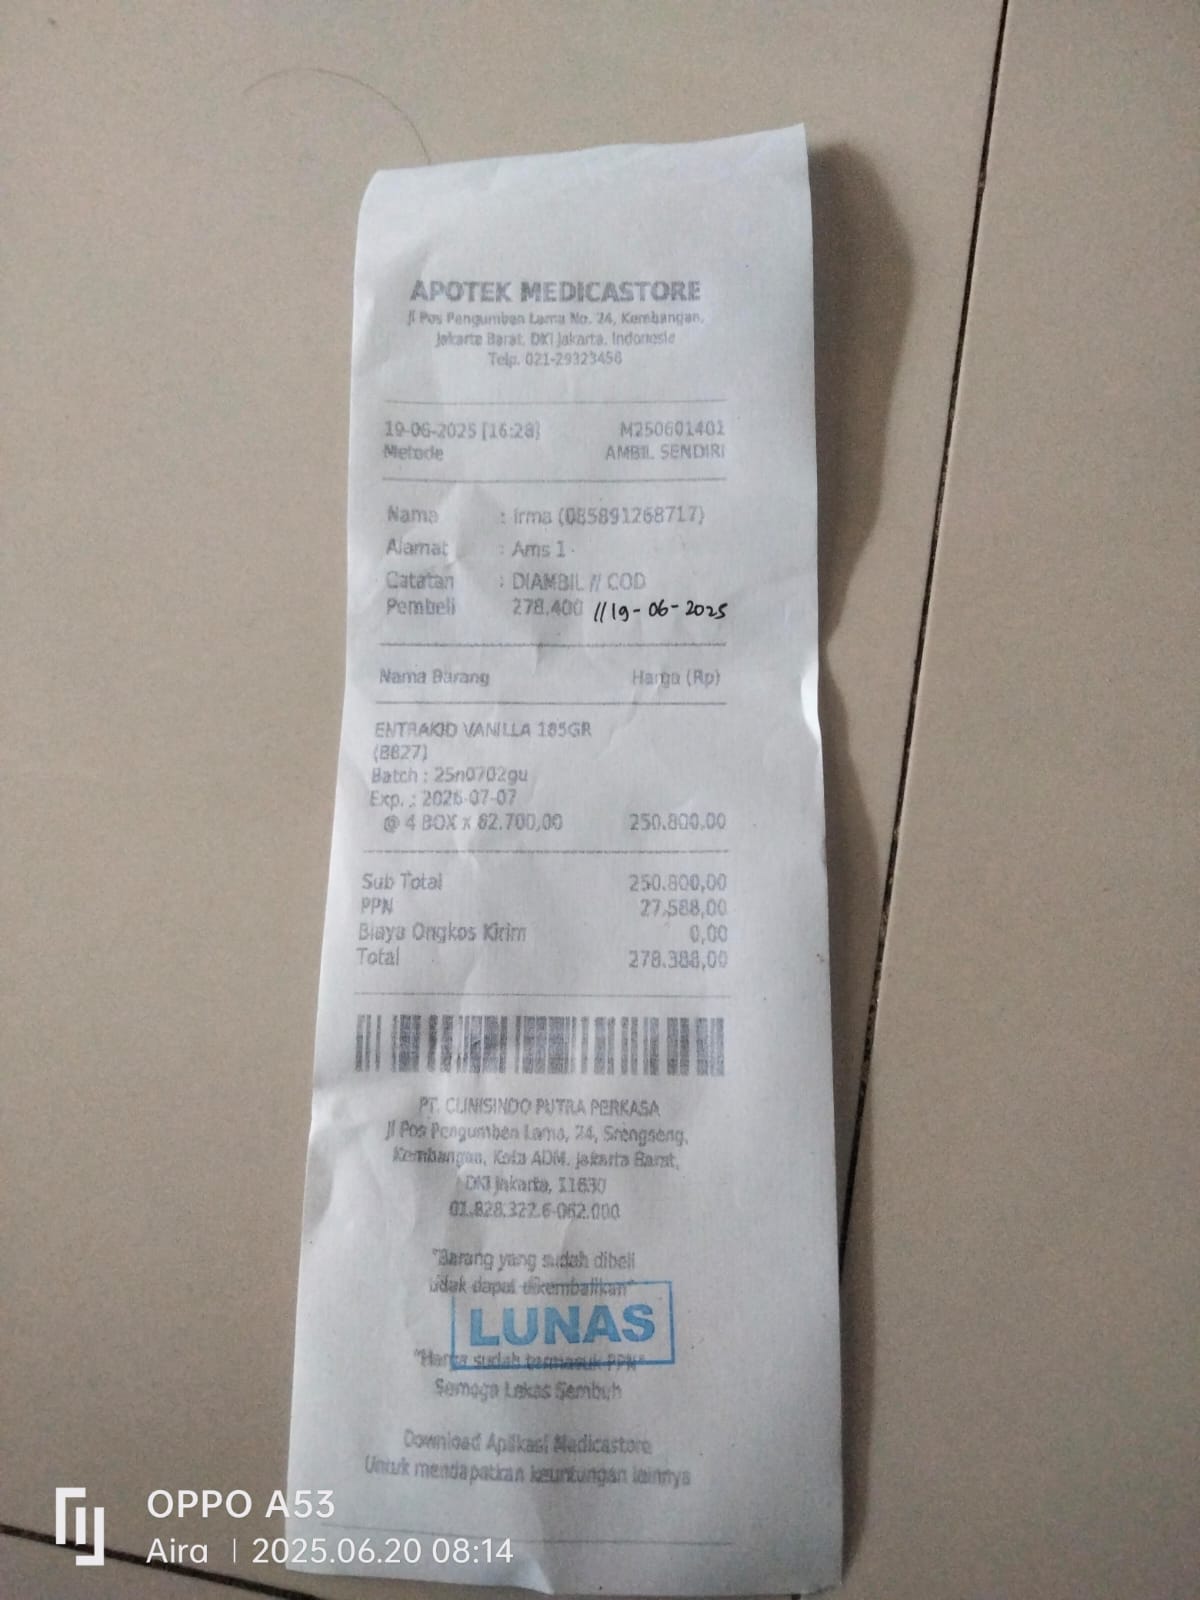 APOTEK MEDICASTORE
Jl Pos Pengumben Lama No. 24, Kembangan,
Jakarta Barat, DKI Jakarta, Indonesia
Telp. 021-29323458
19-06-2025 [16:28] M250601401
Metode AMBIL SENDIRI
Nama : Irma (085891268717)
Alamat : Ams 1
Catatan : DIAMBIL // COD
Pembeli 278.400 //19-06-2025
Nama Barang Harga (Rp)
ENTRAKID VANILLA 185GR
(8827)
Batch : 25n0702gu
Exp. : 2026-07-07
@ 4 BOX x 62.700,00 250.800,00
Sub Total 250.800,00
PPN 27.588,00
Biaya Ongkos Kirim 0,00
Total 278.388,00
PT. CLINISINDO PUTRA PERKASA
Jl Pos Pengumben Lama, 24, Srengseng,
Kembangan, Kota ADM. Jakarta Barat,
DKI Jakarta, 11630
01.828.322.6-062.000
"Barang yang sudah dibeli
tidak dapat dikembalikan"
LUNAS
"Harga sudah termasuk PPN"
Semoga Lekas Sembuh
Download Aplikasi Medicastore
Untuk mendapatkan keuntungan lainnya
OPPO A53
Aira | 2025.06.20 08:14